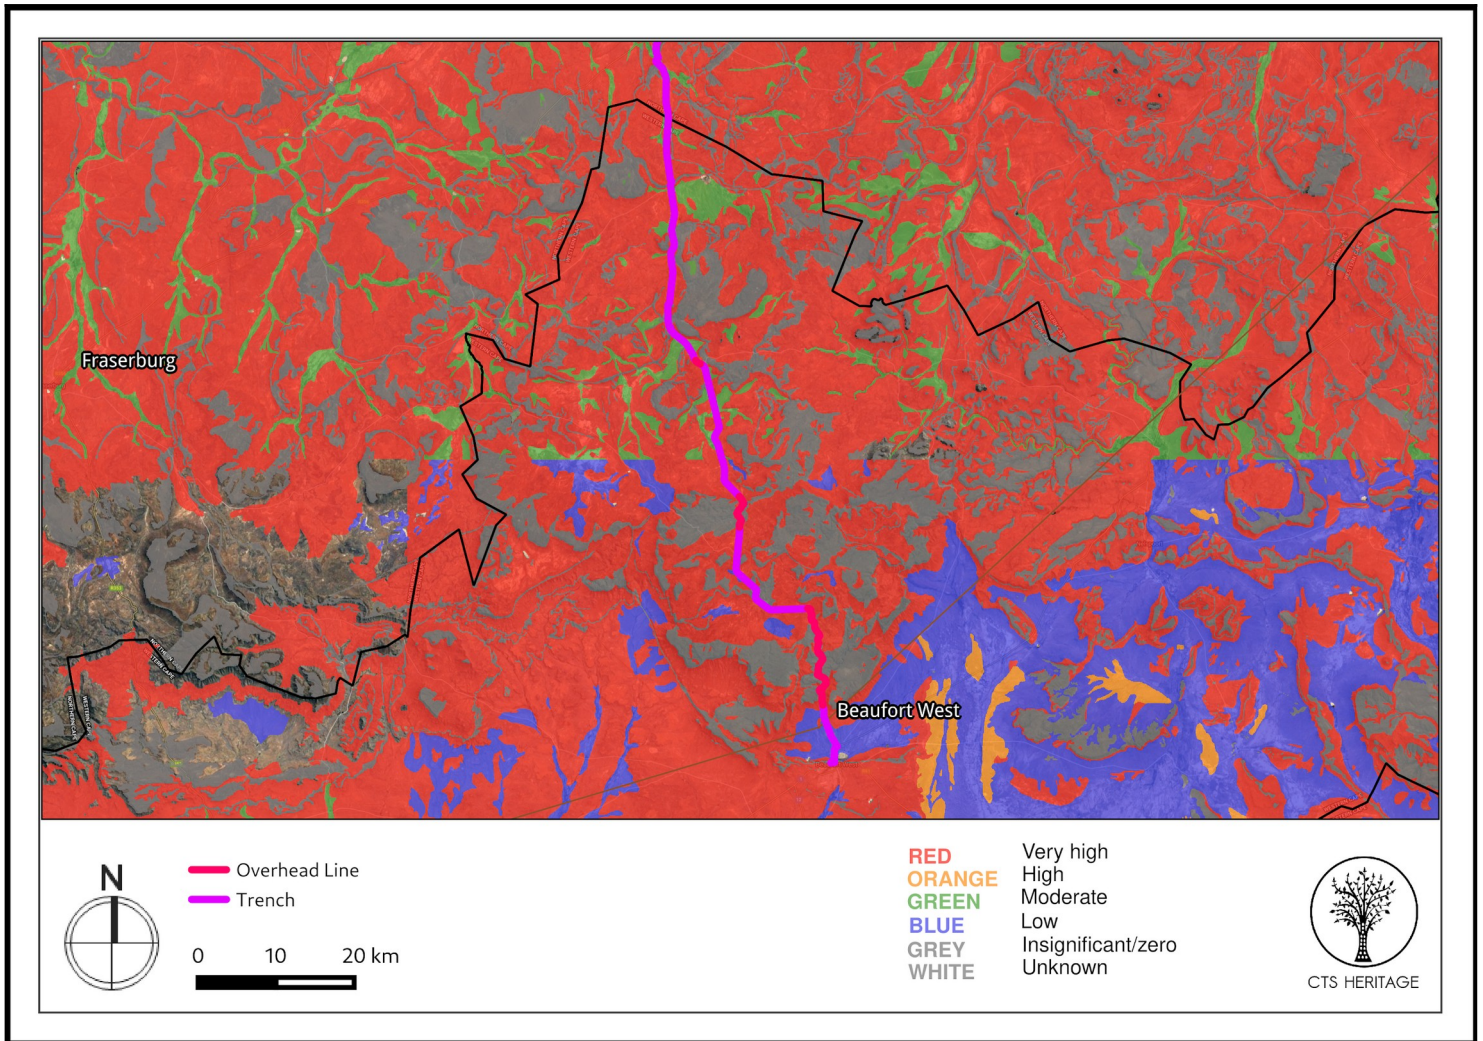 Fraserburg
Beaufort West
N
Overhead Line
Trench
0 10 20 km
RED Very high
ORANGE High
GREEN Moderate
BLUE Low
GREY Insignificant/zero
WHITE Unknown
CTS HERITAGE